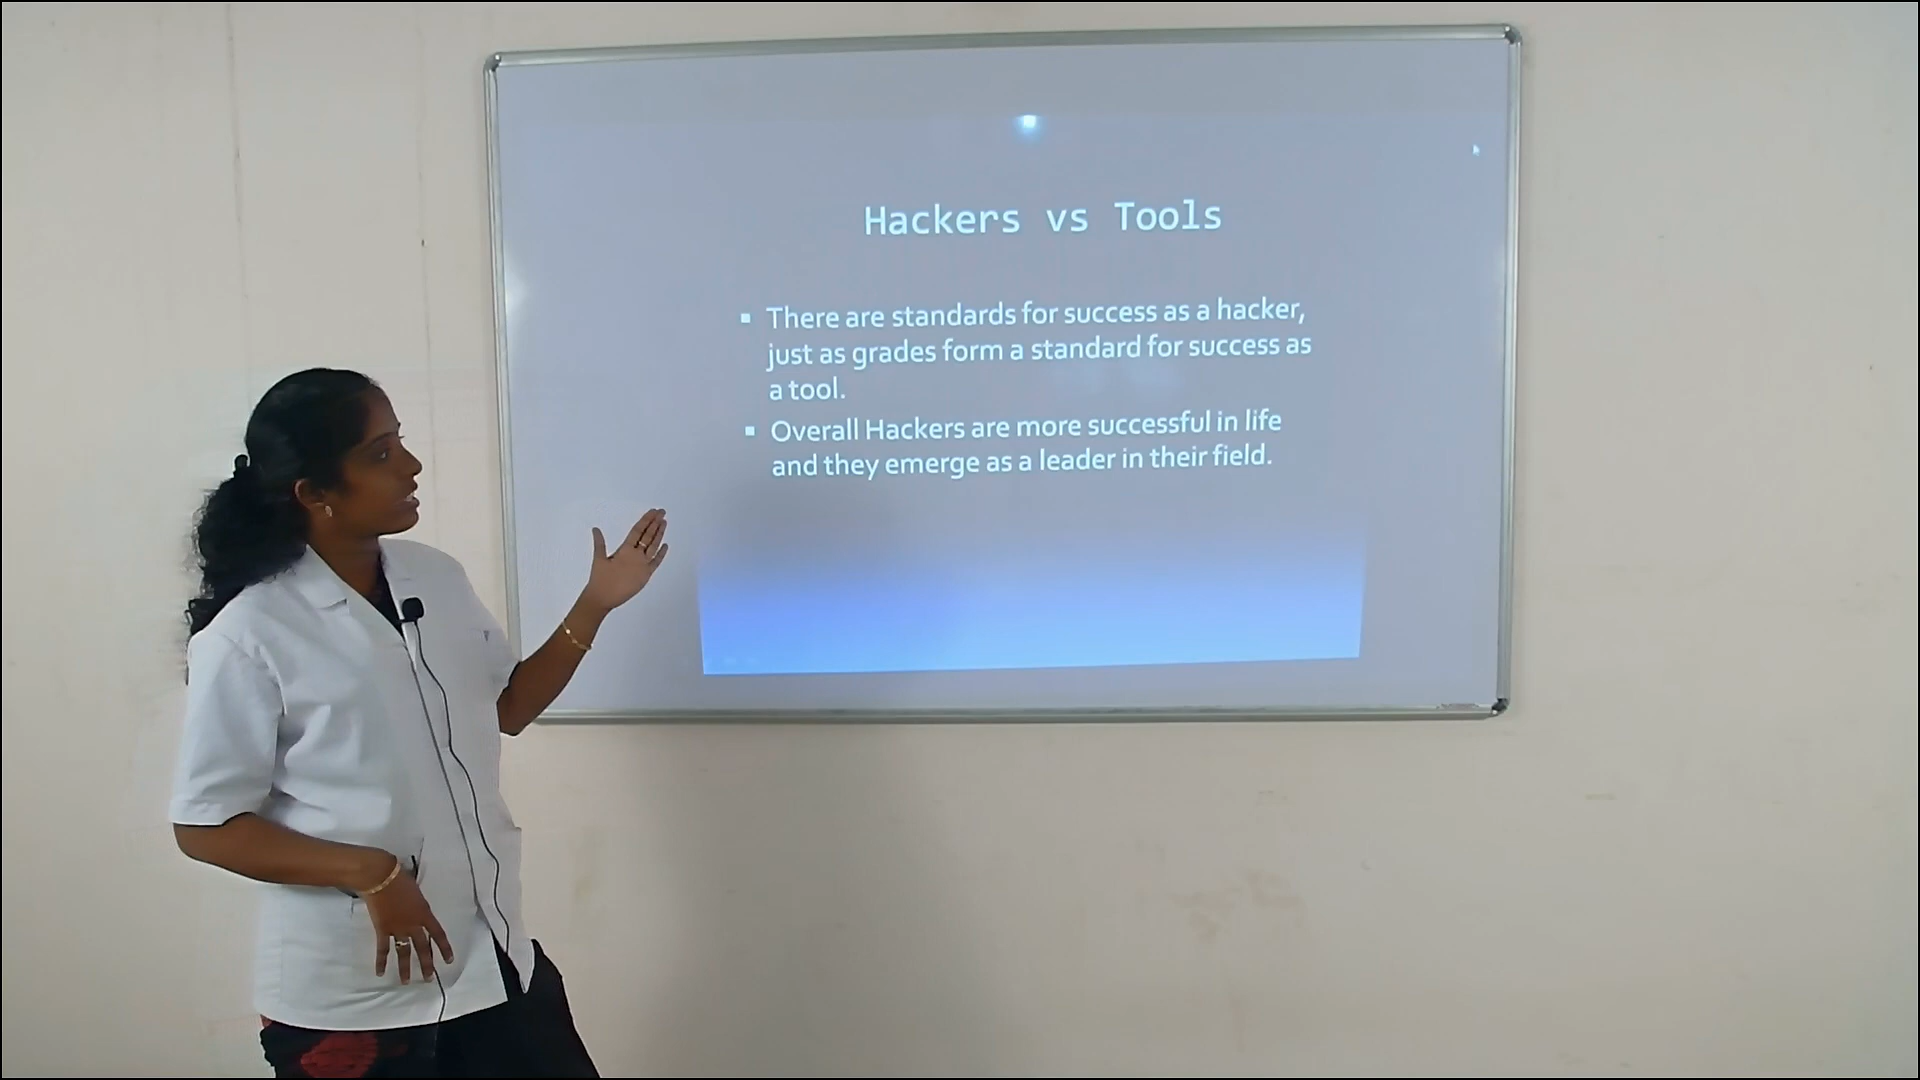 Hackers vs Tools
▪ There are standards for success as a hacker,
just as grades form a standard for success as
a tool.
▪ Overall Hackers are more successful in life
and they emerge as a leader in their field.